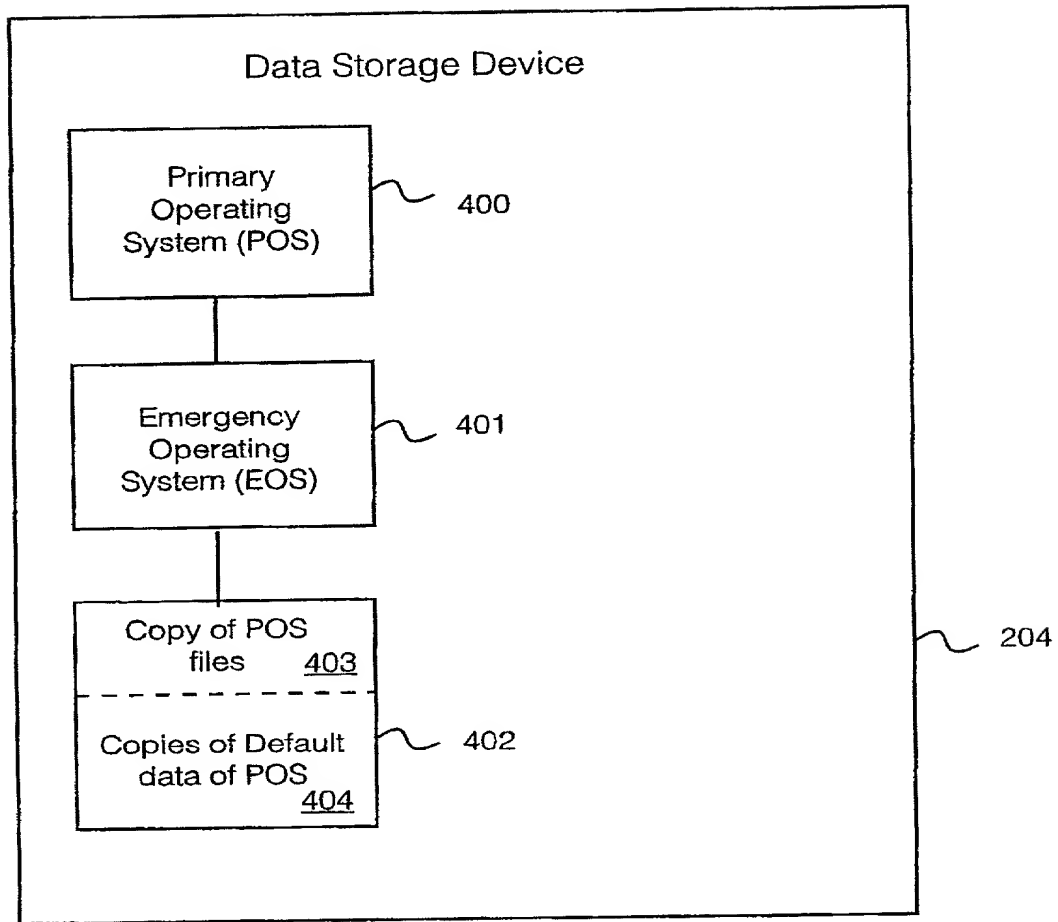 Data Storage Device
Primary
Operating
System (POS)
400
Emergency
Operating
System (EOS)
401
Copy of POS
files 403
204
Copies of Default
data of POS
404
402